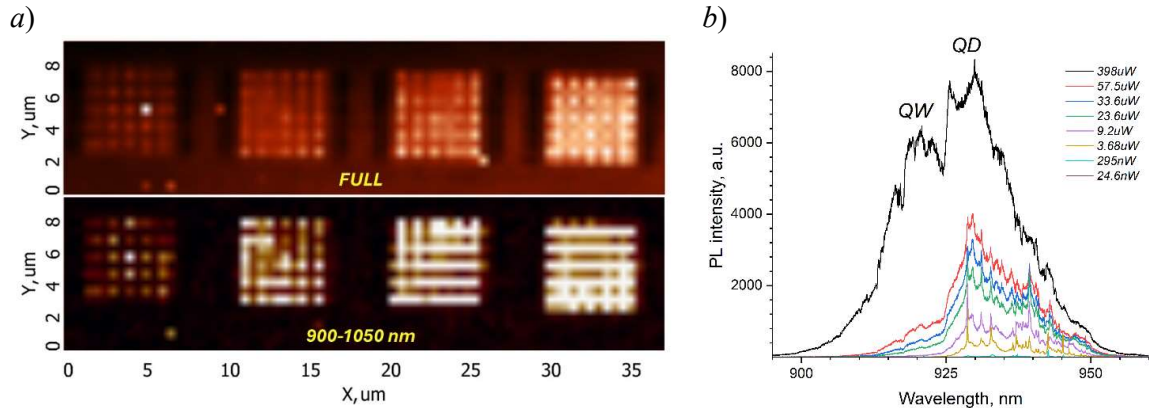 a)
Y,um
8
6
4
2
0
FULL
Y,um
8
6
4
2
0
900-1050 nm
0 5 10 15 20 25 30 35
X,um
b)
QD
QW
8000
6000
4000
2000
PL intensity, a.u.
398uW
57.5uW
33.6uW
23.6uW
9.2uW
3.68uW
295nW
24.6nW
900 925 950
Wavelength, nm